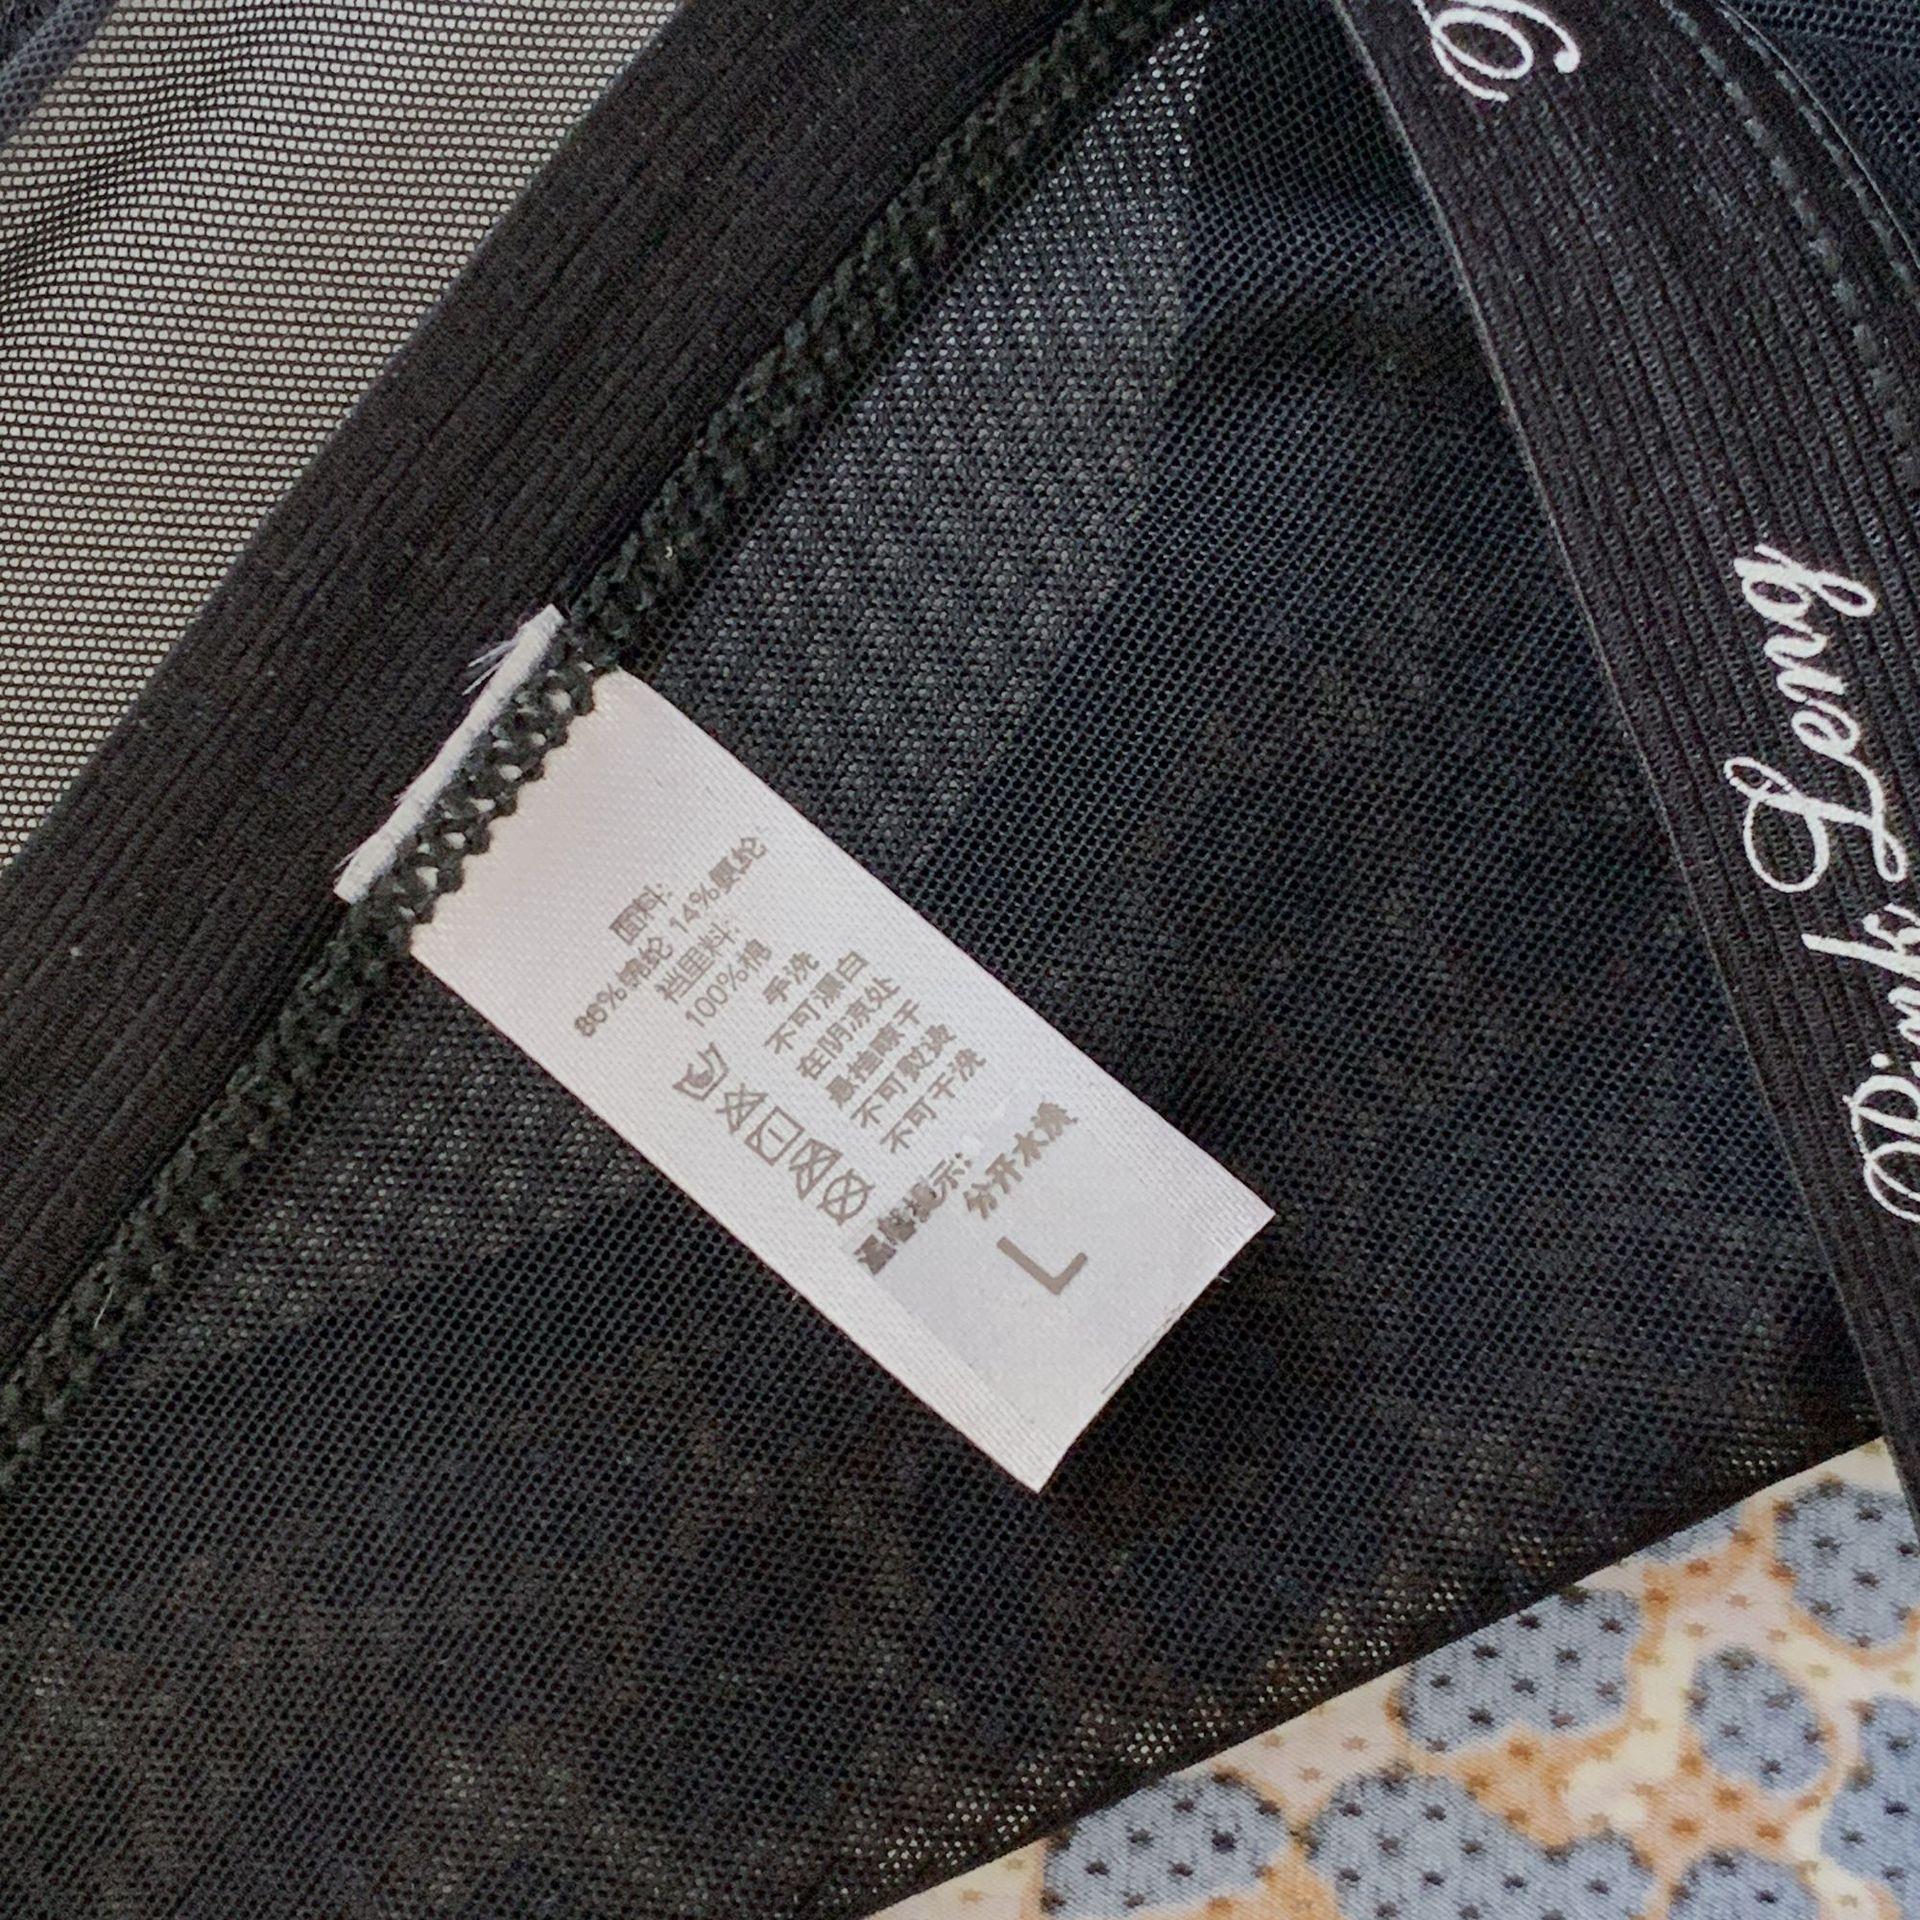 面料:
86%锦纶 14%氨纶
裆里料:
100%棉
手洗
不可漂白
在阴凉处
悬挂晾干
不可熨烫
不可干洗
温馨提示:
分开水洗
L
Pink Leny